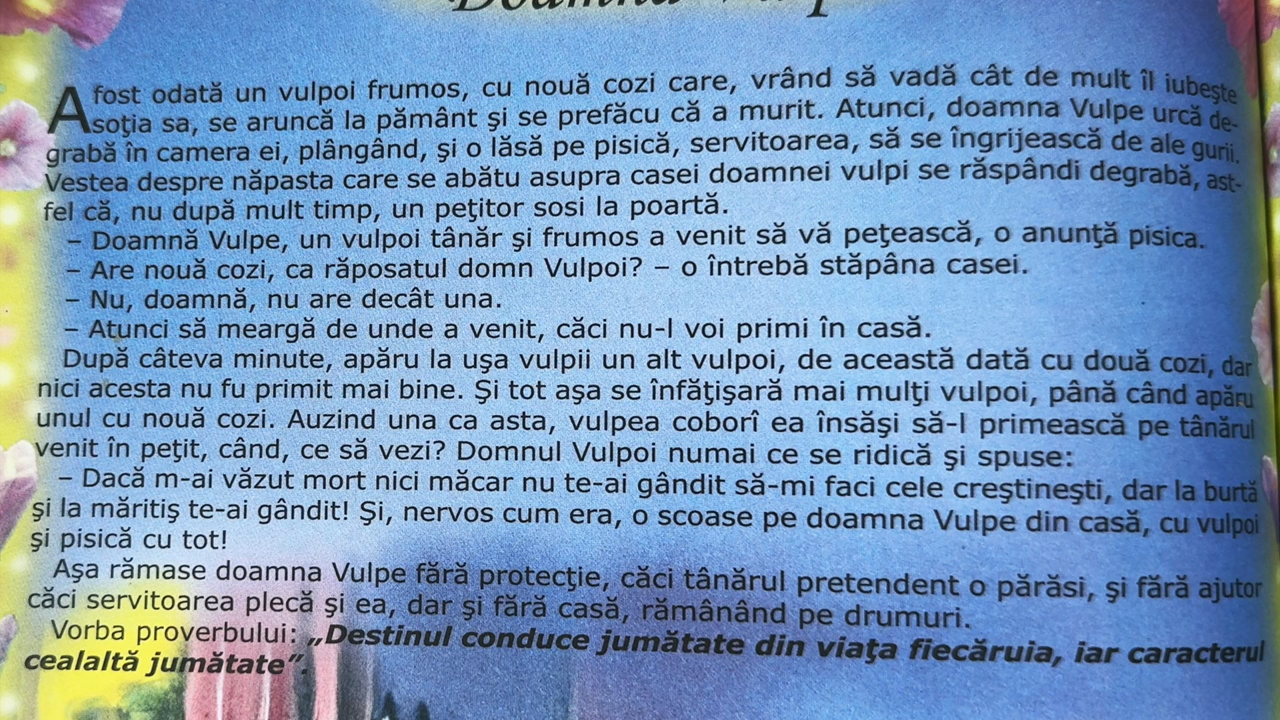 Doamna Vulpe
A fost odată un vulpoi frumos, cu nouă cozi care, vrând să vadă cât de mult îl iubeşte
soţia sa, se aruncă la pământ şi se prefăcu că a murit. Atunci, doamna Vulpe urcă de-
grabă în camera ei, plângând, şi o lăsă pe pisică, servitoarea, să se îngrijească de ale gurii.
Vestea despre năpasta care se abătu asupra casei doamnei vulpi se răspândi degrabă, ast-
fel că, nu după mult timp, un peţitor sosi la poartă.
– Doamnă Vulpe, un vulpoi tânăr şi frumos a venit să vă peţească, o anunţă pisica.
– Are nouă cozi, ca răposatul domn Vulpoi? – o întrebă stăpâna casei.
– Nu, doamnă, nu are decât una.
– Atunci să meargă de unde a venit, căci nu-l voi primi în casă.
După câteva minute, apăru la uşa vulpii un alt vulpoi, de această dată cu două cozi, dar
nici acesta nu fu primit mai bine. Şi tot aşa se înfăţişară mai mulţi vulpoi, până când apăru
unul cu nouă cozi. Auzind una ca asta, vulpea coborî ea însăşi să-l primească pe tânărul
venit în peţit, când, ce să vezi? Domnul Vulpoi numai ce se ridică şi spuse:
– Dacă m-ai văzut mort nici măcar nu te-ai gândit să-mi faci cele creştineşti, dar la burtă
şi la măritiş te-ai gândit! Şi, nervos cum era, o scoase pe doamna Vulpe din casă, cu vulpoi
şi pisică cu tot!
Aşa rămase doamna Vulpe fără protecţie, căci tânărul pretendent o părăsi, şi fără ajutor
căci servitoarea plecă şi ea, dar şi fără casă, rămânând pe drumuri.
Vorba proverbului: „Destinul conduce jumătate din viaţa fiecăruia, iar caracterul
cealaltă jumătate”.